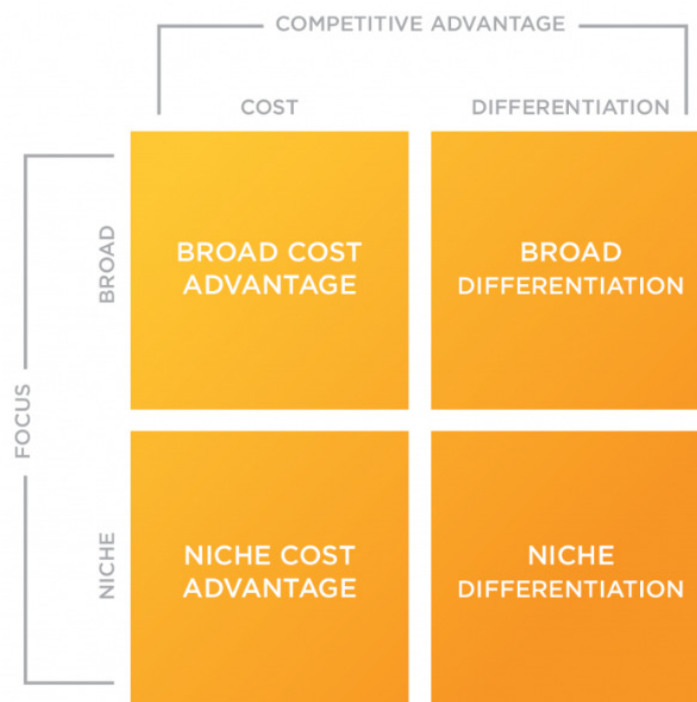 COMPETITIVE ADVANTAGE
COST
DIFFERENTIATION
BROAD
BROAD COST
ADVANTAGE
BROAD
DIFFERENTIATION
FOCUS
NICHE
NICHE COST
ADVANTAGE
NICHE
DIFFERENTIATION